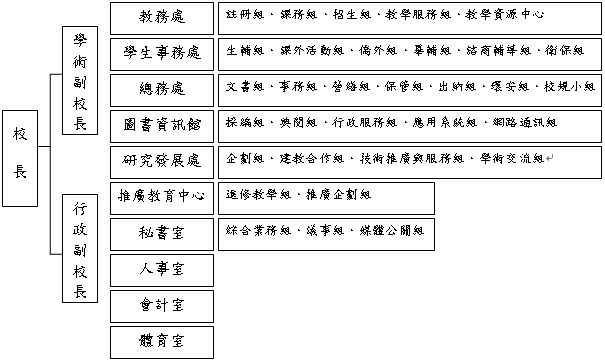 校長
學術副校長
行政副校長
教務處
註冊組、課務組、招生組、教學服務組、教學資源中心
學生事務處
生輔組、課外活動組、僑外組、畢輔組、諮商輔導組、衛保組
總務處
文書組、事務組、營繕組、保管組、出納組、環安組、校規小組
圖書資訊館
採編組、典閱組、行政服務組、應用系統組、網路通訊組
研究發展處
企劃組、建教合作組、技術推廣與服務組、學術交流組↵
推廣教育中心
進修教學組、推廣企劃組
秘書室
綜合業務組、議事組、媒體公關組
人事室
會計室
體育室